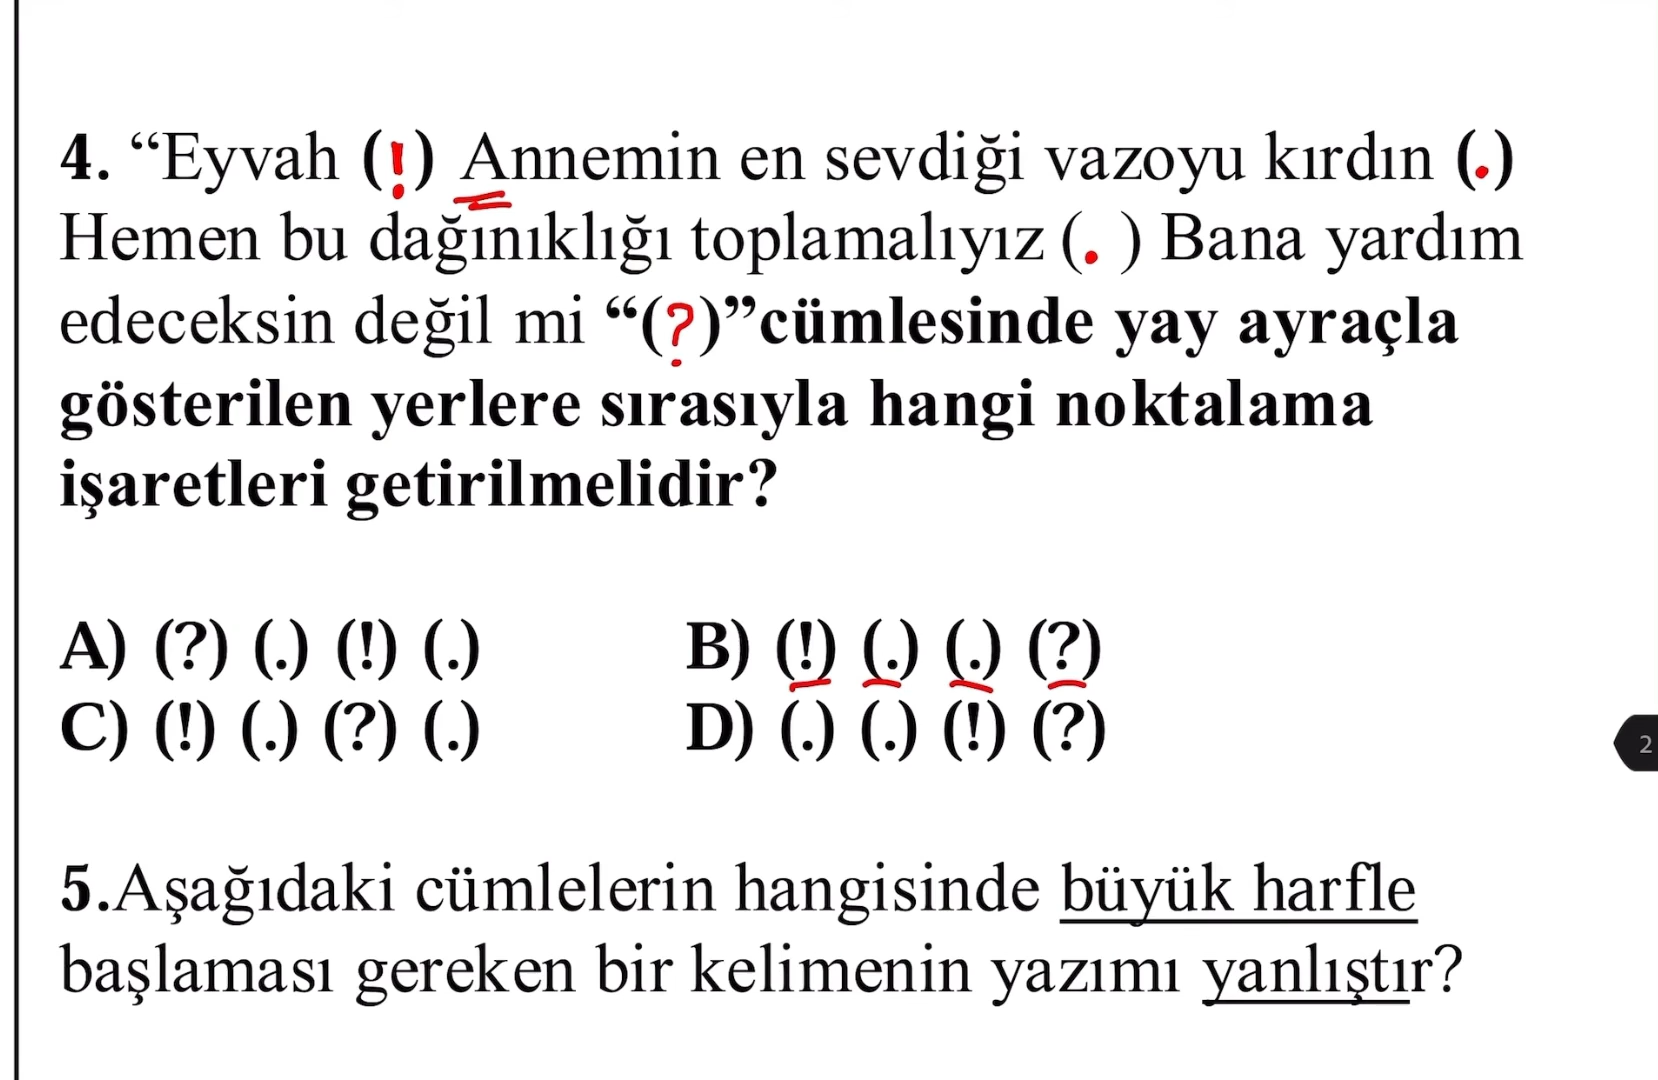 4. “Eyvah (!) Annemin en sevdiği vazoyu kırdın (.)
Hemen bu dağınıklığı toplamalıyız (. ) Bana yardım
edeceksin değil mi “(?)”cümlesinde yay ayraçla
gösterilen yerlere sırasıyla hangi noktalama
işaretleri getirilmelidir?
A) (?) (.) (!) (.) B) (!) (.) (.) (?)
C) (!) (.) (?) (.) D) (.) (.) (!) (?)
2
5.Aşağıdaki cümlelerin hangisinde büyük harfle
başlaması gereken bir kelimenin yazımı yanlıştır?